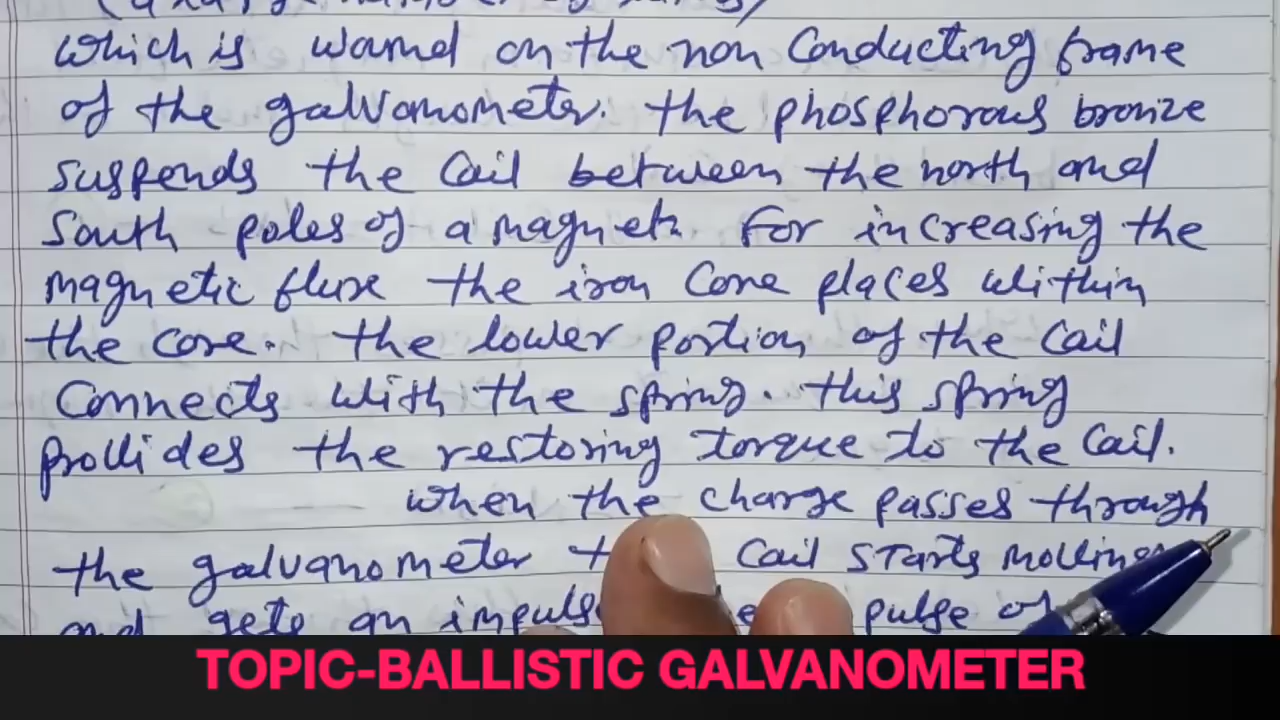 which is wound on the non conducting frame
of the galvanometer. the phosphorous bronze
suspends the coil between the north and
south poles of a magnet. For increasing the
magnetic flux the iron core places within
the core. the lower portion of the coil
connects with the spring. this spring
provides the restoring torque to the coil.
when the charge passes through
the galvanometer coil starts moving
and gets an impulse pulse of
TOPIC-BALLISTIC GALVANOMETER